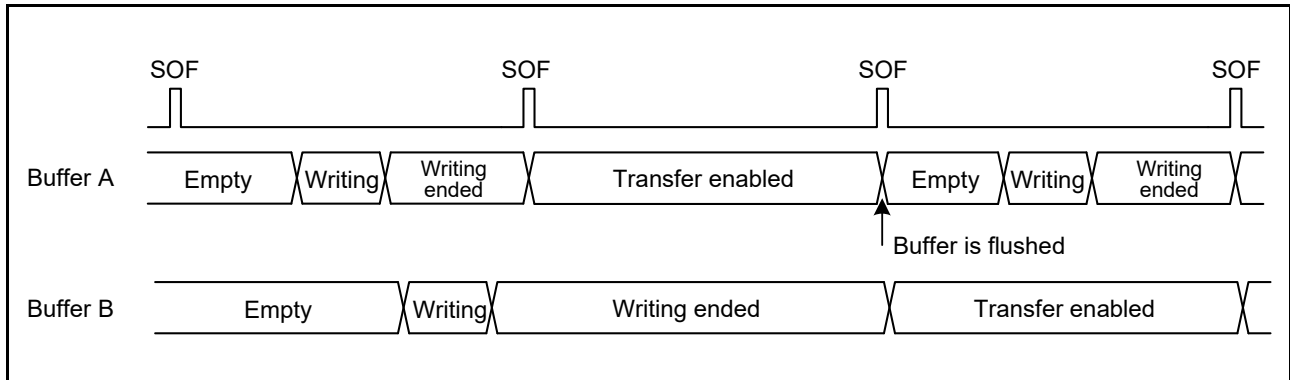 SOF SOF SOF SOF
Buffer A Empty Writing Writing ended Transfer enabled Empty Writing Writing ended
Buffer is flushed
Buffer B Empty Writing Writing ended Transfer enabled